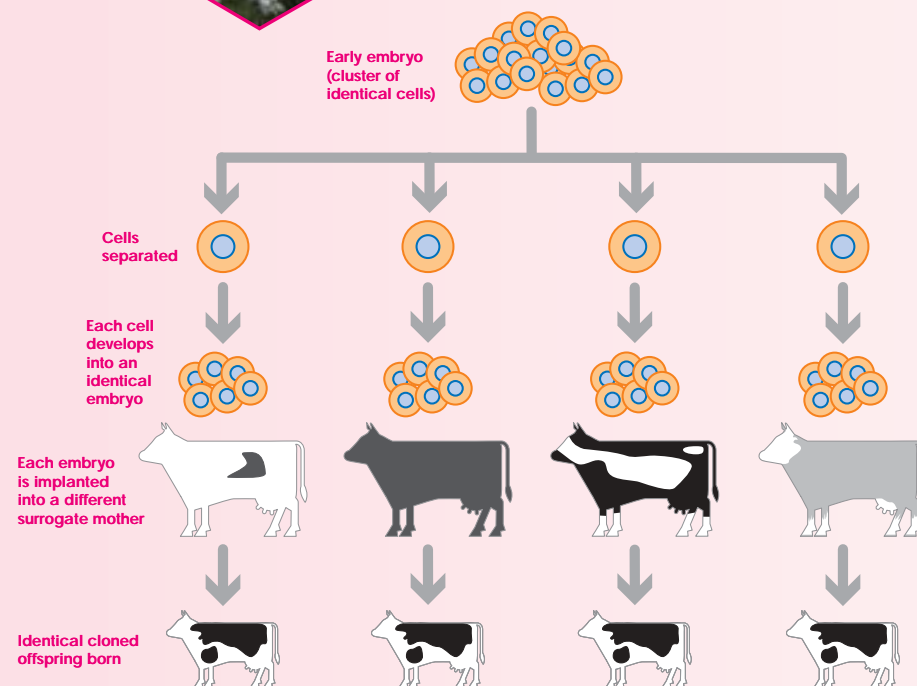 Early embryo
(cluster of
identical cells)
Cells
separated
Each cell
develops
into an
identical
embryo
Each embryo
is implanted
into a different
surrogate mother
Identical cloned
offspring born